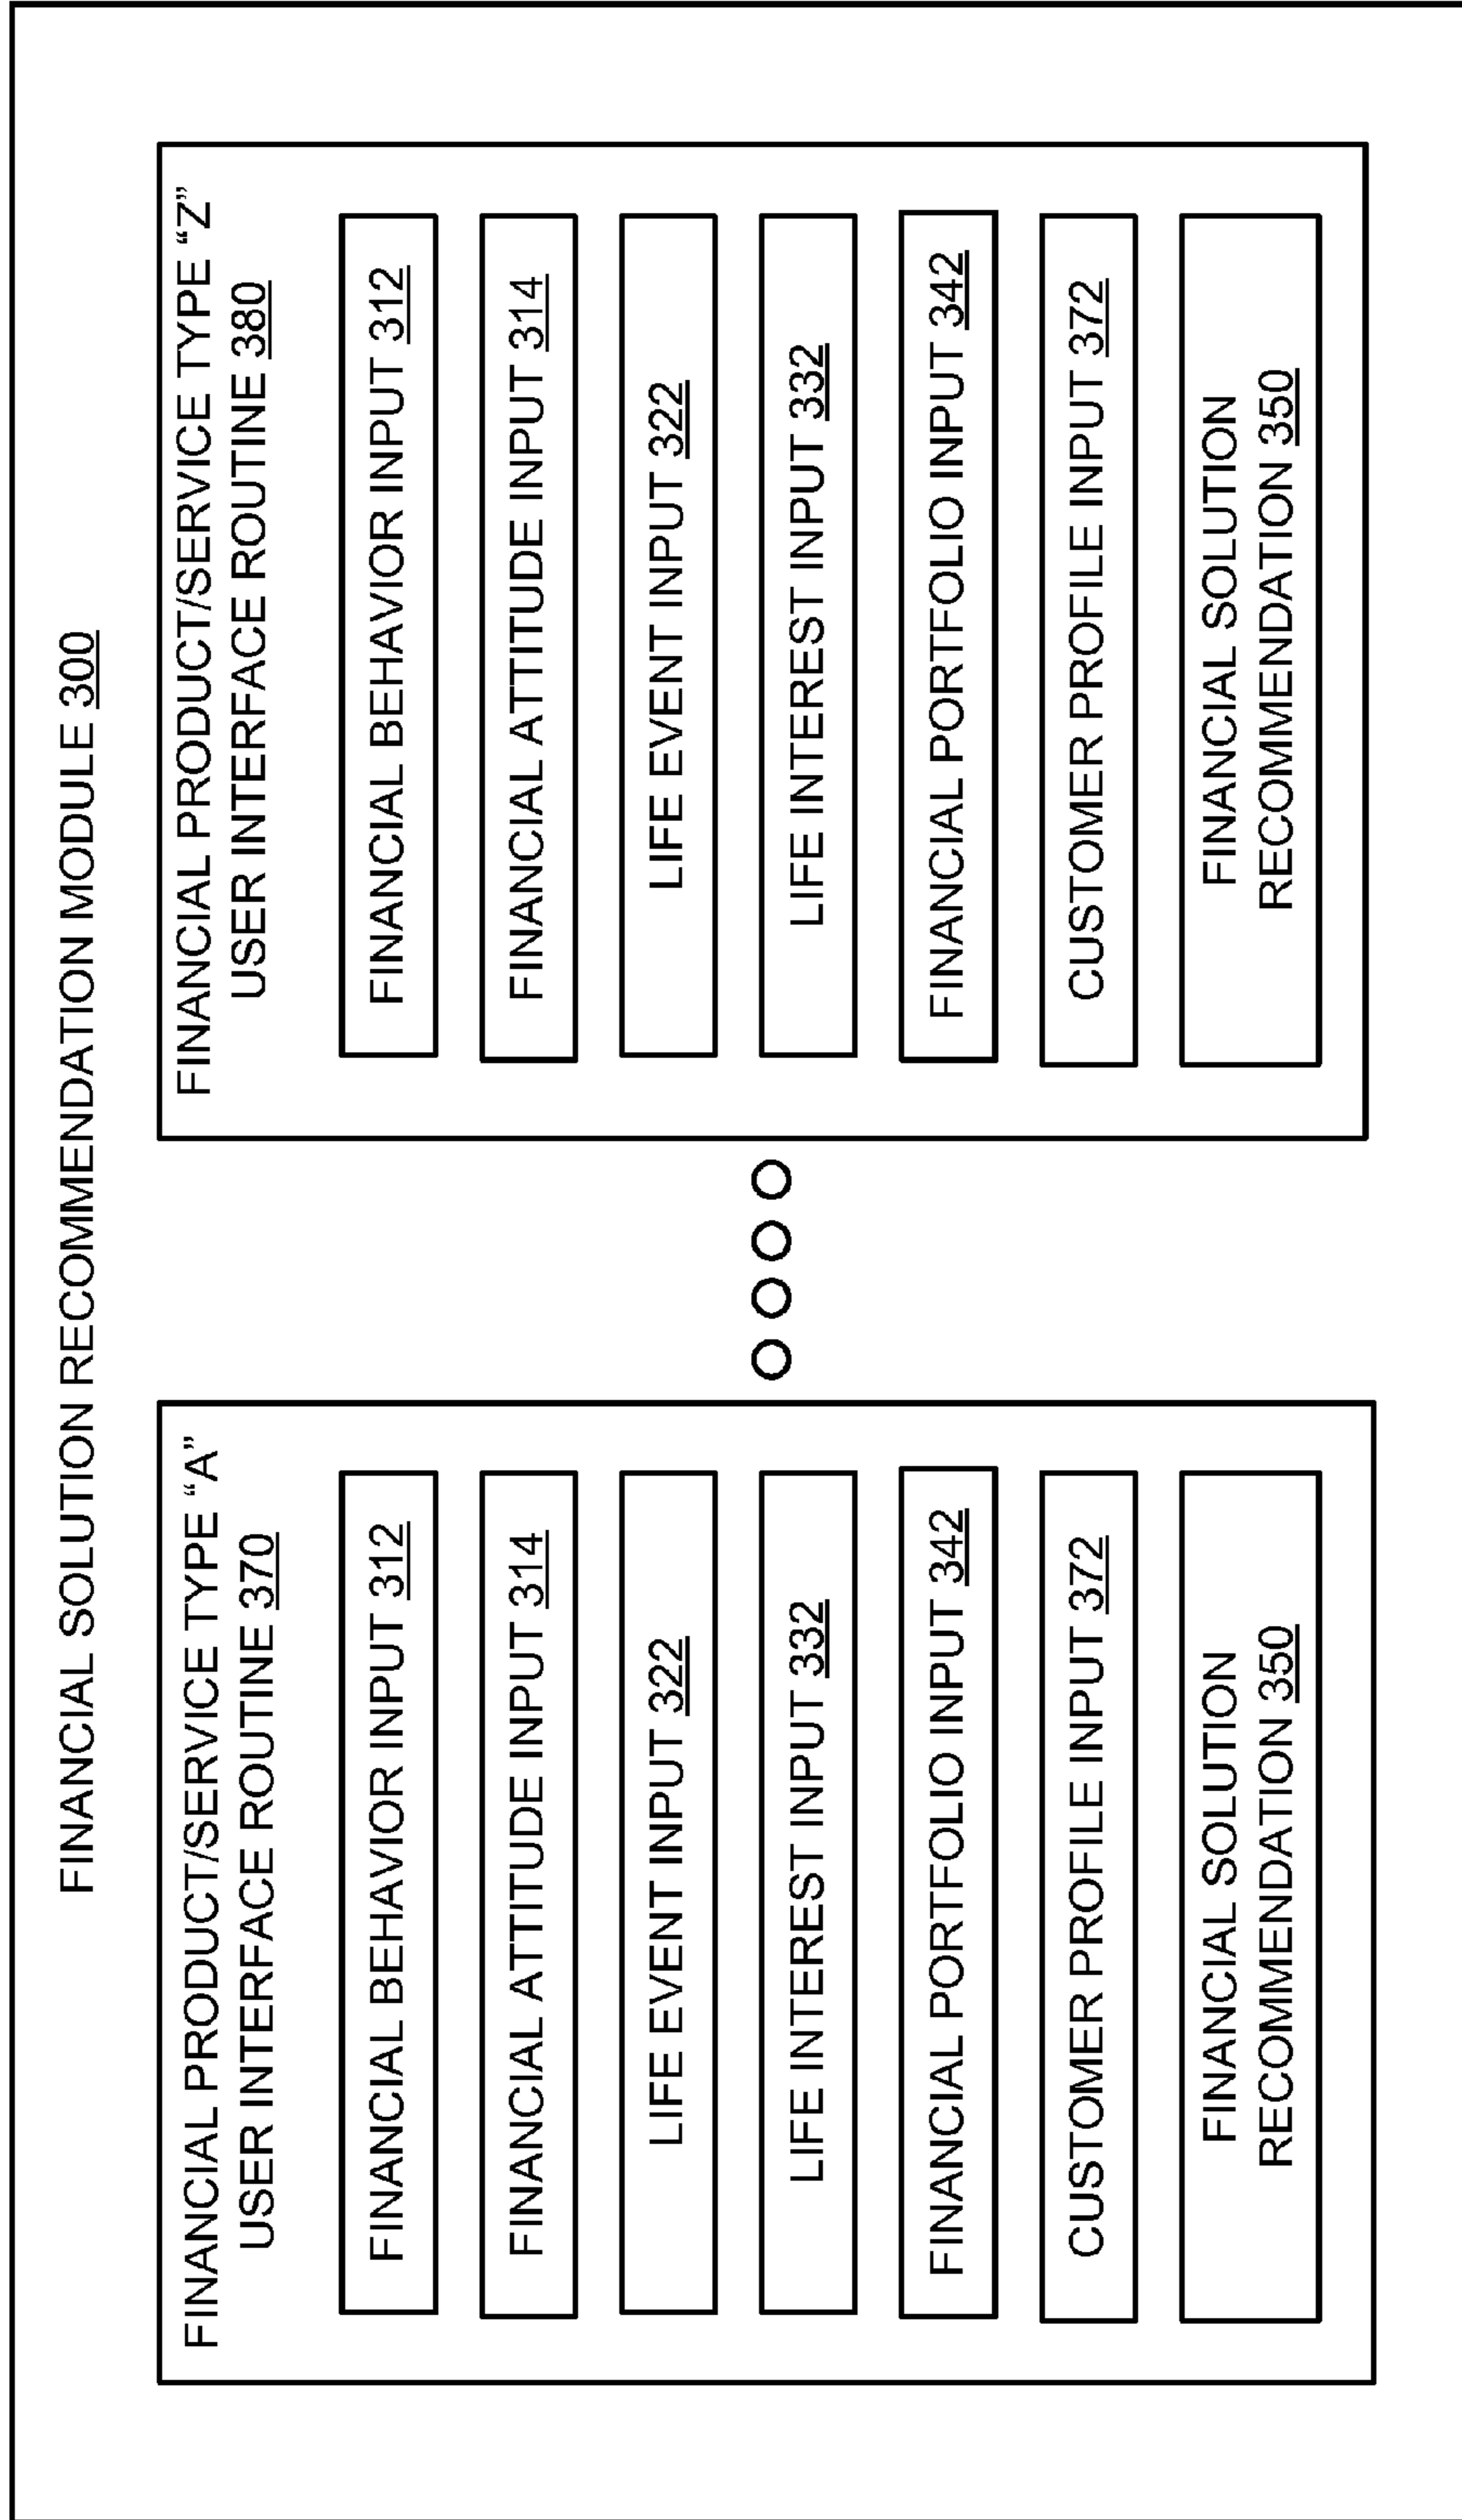 FINANCIAL SOLUTION RECOMMENDATION MODULE 300
FINANCIAL PRODUCT/SERVICE TYPE “A”
USER INTERFACE ROUTINE 370
FINANCIAL BEHAVIOR INPUT 312
FINANCIAL ATTITUDE INPUT 314
LIFE EVENT INPUT 322
LIFE INTEREST INPUT 332
FINANCIAL PORTFOLIO INPUT 342
CUSTOMER PROFILE INPUT 372
FINANCIAL SOLUTION
RECOMMENDATION 350
FINANCIAL PRODUCT/SERVICE TYPE “Z”
USER INTERFACE ROUTINE 380
FINANCIAL BEHAVIOR INPUT 312
FINANCIAL ATTITUDE INPUT 314
LIFE EVENT INPUT 322
LIFE INTEREST INPUT 332
FINANCIAL PORTFOLIO INPUT 342
CUSTOMER PROFILE INPUT 372
FINANCIAL SOLUTION
RECOMMENDATION 350